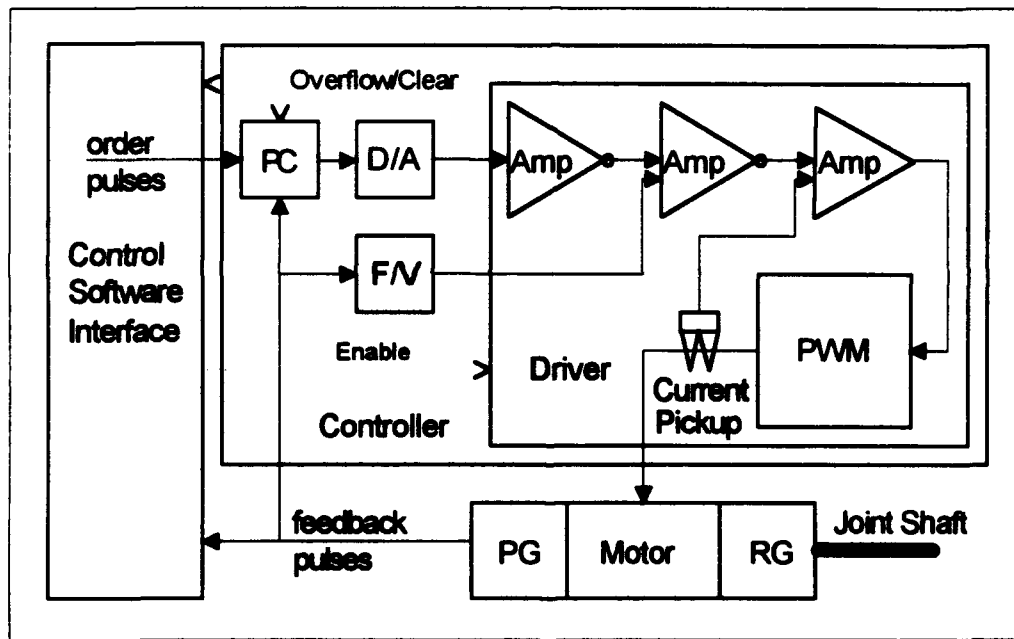 Overflow/Clear
order
pulses
PC
D/A
Amp
Amp
Amp
Control
Software
Interface
F/V
Enable
Driver
PWM
Current
Pickup
Controller
feedback
pulses
PG
Motor
RG
Joint Shaft